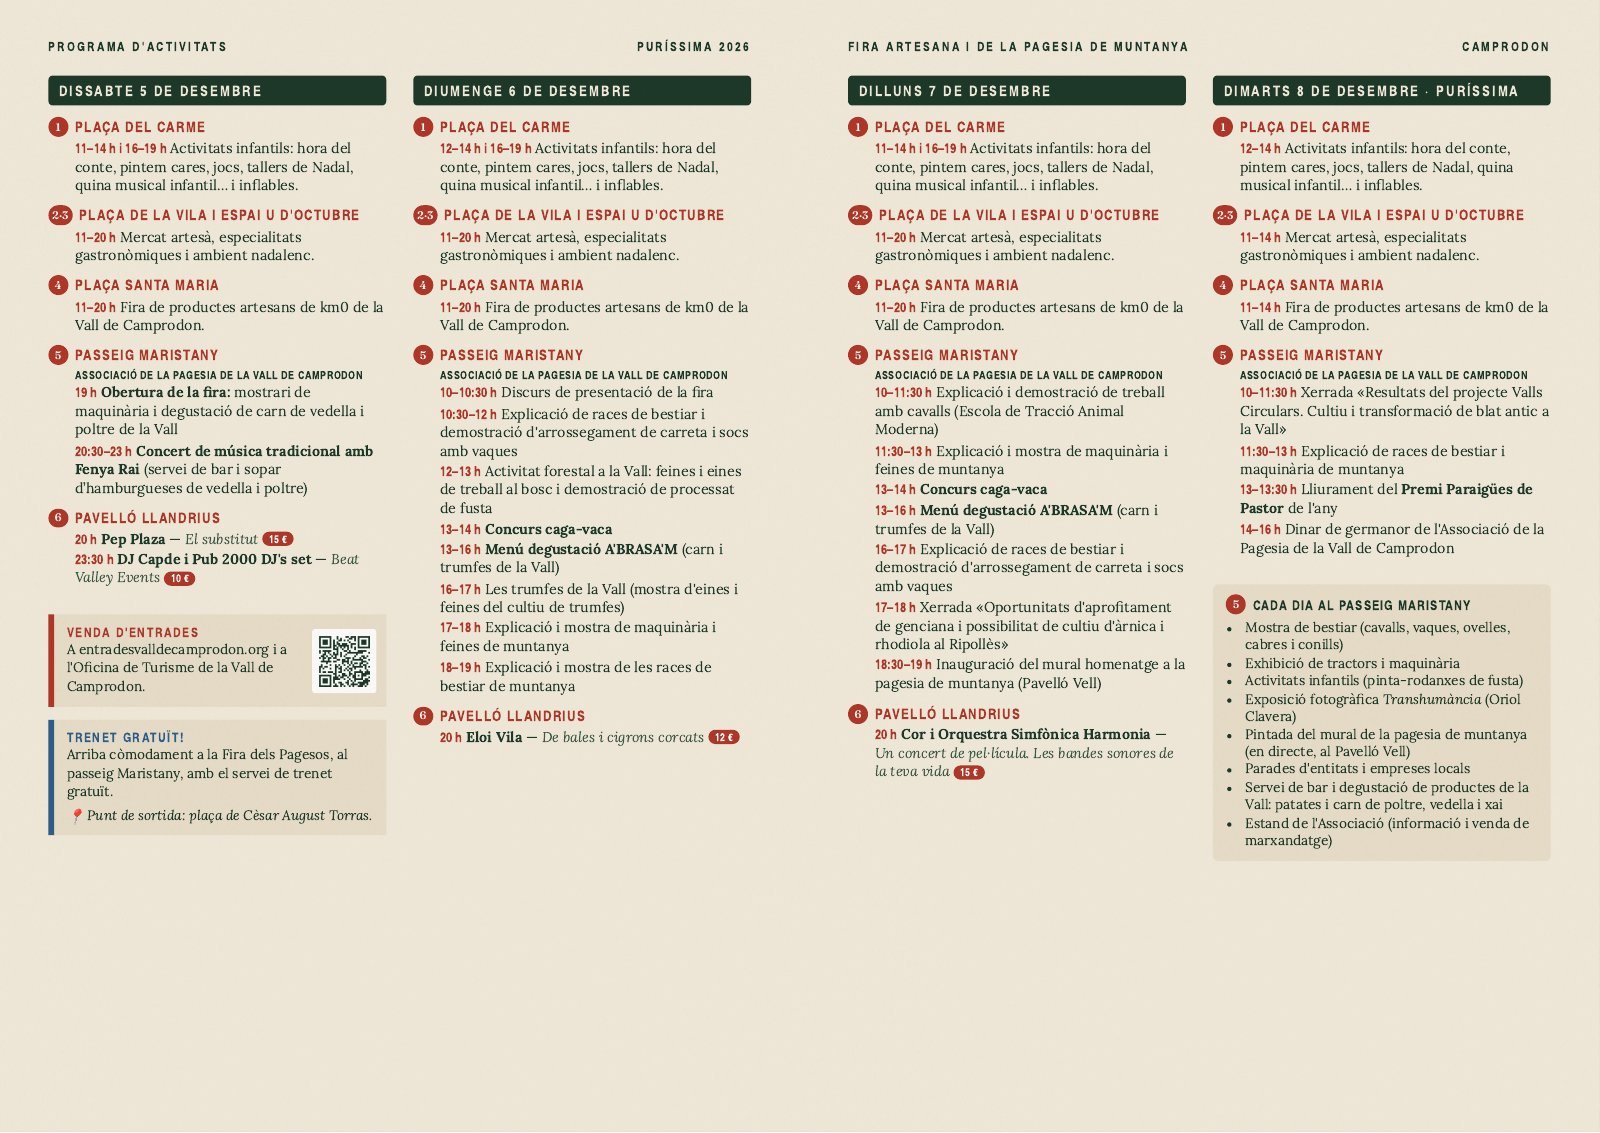 PROGRAMA D'ACTIVITATS
PURÍSSIMA 2026
DISSABTE 5 DE DESEMBRE
1 PLAÇA DEL CARME
11–14 h i 16–19 h Activitats infantils: hora del
conte, pintem cares, jocs, tallers de Nadal,
quina musical infantil... i inflables.
2·3 PLAÇA DE LA VILA I ESPAI U D'OCTUBRE
11–20 h Mercat artesà, especialitats
gastronòmiques i ambient nadalenc.
4 PLAÇA SANTA MARIA
11–20 h Fira de productes artesans de km0 de la
Vall de Camprodon.
5 PASSEIG MARISTANY
ASSOCIACIÓ DE LA PAGESIA DE LA VALL DE CAMPRODON
19 h Obertura de la fira: mostrari de
maquinària i degustació de carn de vedella i
poltre de la Vall
20:30–23 h Concert de música tradicional amb
Fenya Rai (servei de bar i sopar
d'hamburgueses de vedella i poltre)
6 PAVELLÓ LLANDRIUS
20 h Pep Plaza — El substitut 15 €
23:30 h DJ Capde i Pub 2000 DJ's set — Beat
Valley Events 10 €
VENDA D'ENTRADES
A entradesvalldecamprodon.org i a
l'Oficina de Turisme de la Vall de
Camprodon.
TRENET GRATUÏT!
Arriba còmodament a la Fira dels Pagesos, al
passeig Maristany, amb el servei de trenet
gratuït.
Punt de sortida: plaça de Cèsar August Torras.
DIUMENGE 6 DE DESEMBRE
1 PLAÇA DEL CARME
12–14 h i 16–19 h Activitats infantils: hora del
conte, pintem cares, jocs, tallers de Nadal,
quina musical infantil... i inflables.
2·3 PLAÇA DE LA VILA I ESPAI U D'OCTUBRE
11–20 h Mercat artesà, especialitats
gastronòmiques i ambient nadalenc.
4 PLAÇA SANTA MARIA
11–20 h Fira de productes artesans de km0 de la
Vall de Camprodon.
5 PASSEIG MARISTANY
ASSOCIACIÓ DE LA PAGESIA DE LA VALL DE CAMPRODON
10–10:30 h Discurs de presentació de la fira
10:30–12 h Explicació de races de bestiar i
demostració d'arrossegament de carreta i socs
amb vaques
12–13 h Activitat forestal a la Vall: feines i eines
de treball al bosc i demostració de processat
de fusta
13–14 h Concurs caga-vaca
13–16 h Menú degustació A'BRASA'M (carn i
trumfes de la Vall)
16–17 h Les trumfes de la Vall (mostra d'eines i
feines del cultiu de trumfes)
17–18 h Explicació i mostra de maquinària i
feines de muntanya
18–19 h Explicació i mostra de les races de
bestiar de muntanya
6 PAVELLÓ LLANDRIUS
20 h Eloi Vila — De bales i cigrons corcats 12 €
FIRA ARTESANA I DE LA PAGESIA DE MUNTANYA
CAMPRODON
DILLUNS 7 DE DESEMBRE
1 PLAÇA DEL CARME
11–14 h i 16–19 h Activitats infantils: hora del
conte, pintem cares, jocs, tallers de Nadal,
quina musical infantil... i inflables.
2·3 PLAÇA DE LA VILA I ESPAI U D'OCTUBRE
11–20 h Mercat artesà, especialitats
gastronòmiques i ambient nadalenc.
4 PLAÇA SANTA MARIA
11–20 h Fira de productes artesans de km0 de la
Vall de Camprodon.
5 PASSEIG MARISTANY
ASSOCIACIÓ DE LA PAGESIA DE LA VALL DE CAMPRODON
10–11:30 h Explicació i demostració de treball
amb cavalls (Escola de Tracció Animal
Moderna)
11:30–13 h Explicació i mostra de maquinària i
feines de muntanya
13–14 h Concurs caga-vaca
13–16 h Menú degustació A'BRASA'M (carn i
trumfes de la Vall)
16–17 h Explicació de races de bestiar i
demostració d'arrossegament de carreta i socs
amb vaques
17–18 h Xerrada «Oportunitats d'aprofitament
de genciana i possibilitat de cultiu d'àrnica i
rhodiola al Ripollès»
18:30–19 h Inauguració del mural homenatge a la
pagesia de muntanya (Pavelló Vell)
6 PAVELLÓ LLANDRIUS
20 h Cor i Orquestra Simfònica Harmonia —
Un concert de pel·lícula. Les bandes sonores de
la teva vida 15 €
DIMARTS 8 DE DESEMBRE · PURÍSSIMA
1 PLAÇA DEL CARME
12–14 h Activitats infantils: hora del conte,
pintem cares, jocs, tallers de Nadal, quina
musical infantil... i inflables.
2·3 PLAÇA DE LA VILA I ESPAI U D'OCTUBRE
11–14 h Mercat artesà, especialitats
gastronòmiques i ambient nadalenc.
4 PLAÇA SANTA MARIA
11–14 h Fira de productes artesans de km0 de la
Vall de Camprodon.
5 PASSEIG MARISTANY
ASSOCIACIÓ DE LA PAGESIA DE LA VALL DE CAMPRODON
10–11:30 h Xerrada «Resultats del projecte Valls
Circulars. Cultiu i transformació de blat antic a
la Vall»
11:30–13 h Explicació de races de bestiar i
maquinària de muntanya
13–13:30 h Lliurament del Premi Paraigües de
Pastor de l'any
14–16 h Dinar de germanor de l'Associació de la
Pagesia de la Vall de Camprodon
5 CADA DIA AL PASSEIG MARISTANY
• Mostra de bestiar (cavalls, vaques, ovelles,
cabres i conills)
• Exhibició de tractors i maquinària
• Activitats infantils (pinta-rodanxes de fusta)
• Exposició fotogràfica Transhumància (Oriol
Clavera)
• Pintada del mural de la pagesia de muntanya
(en directe, al Pavelló Vell)
• Parades d'entitats i empreses locals
• Servei de bar i degustació de productes de la
Vall: patates i carn de poltre, vedella i xai
• Estand de l'Associació (informació i venda de
marxandatge)